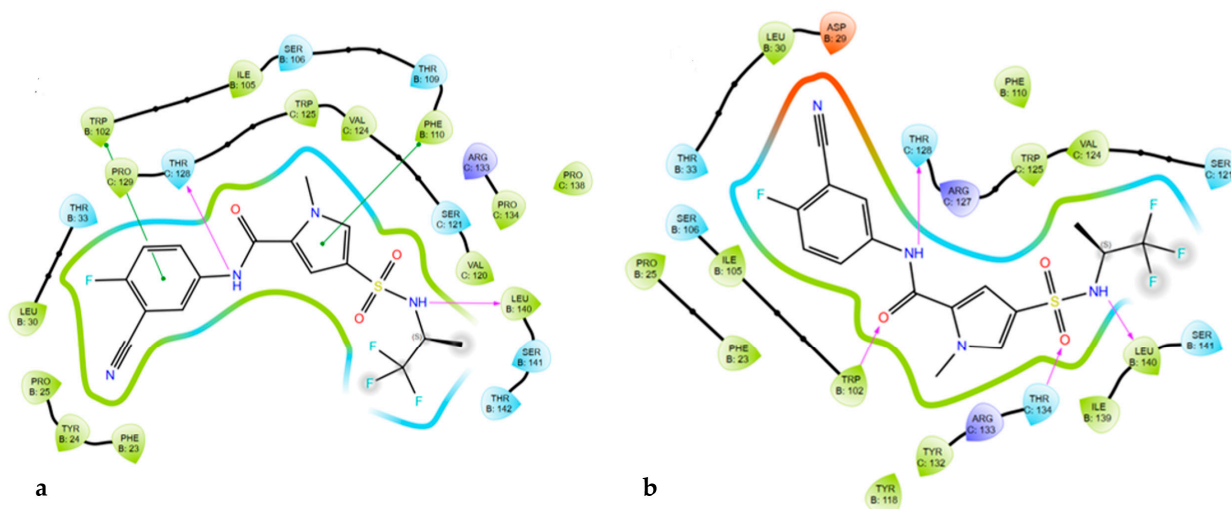 SER
B: 106
ILE
B: 105
THR
B: 109
TRP
B: 102
TRP
C: 125
VAL
C: 124
PHE
B: 110
PRO
C: 129
THR
C: 128
ARG
C: 133
PRO
C: 138
PRO
C: 134
THR
B: 33
SER
C: 121
VAL
C: 120
LEU
B: 30
LEU
B: 140
SER
B: 141
THR
B: 142
PRO
B: 25
TYR
B: 24
PHE
B: 23
O
N
F
NH
N
O
S
O
NH
(S)
F
F
F
a
LEU
B: 30
ASP
B: 29
PHE
B: 110
THR
B: 33
THR
C: 128
ARG
C: 127
TRP
C: 125
VAL
C: 124
SER
C: 121
SER
B: 106
PRO
B: 25
ILE
B: 105
PHE
B: 23
TRP
B: 102
SER
B: 141
LEU
B: 140
ILE
B: 139
THR
C: 134
ARG
C: 133
TYR
C: 132
TYR
B: 118
N
F
NH
O
N
O
S
O
NH
(S)
F
F
F
b